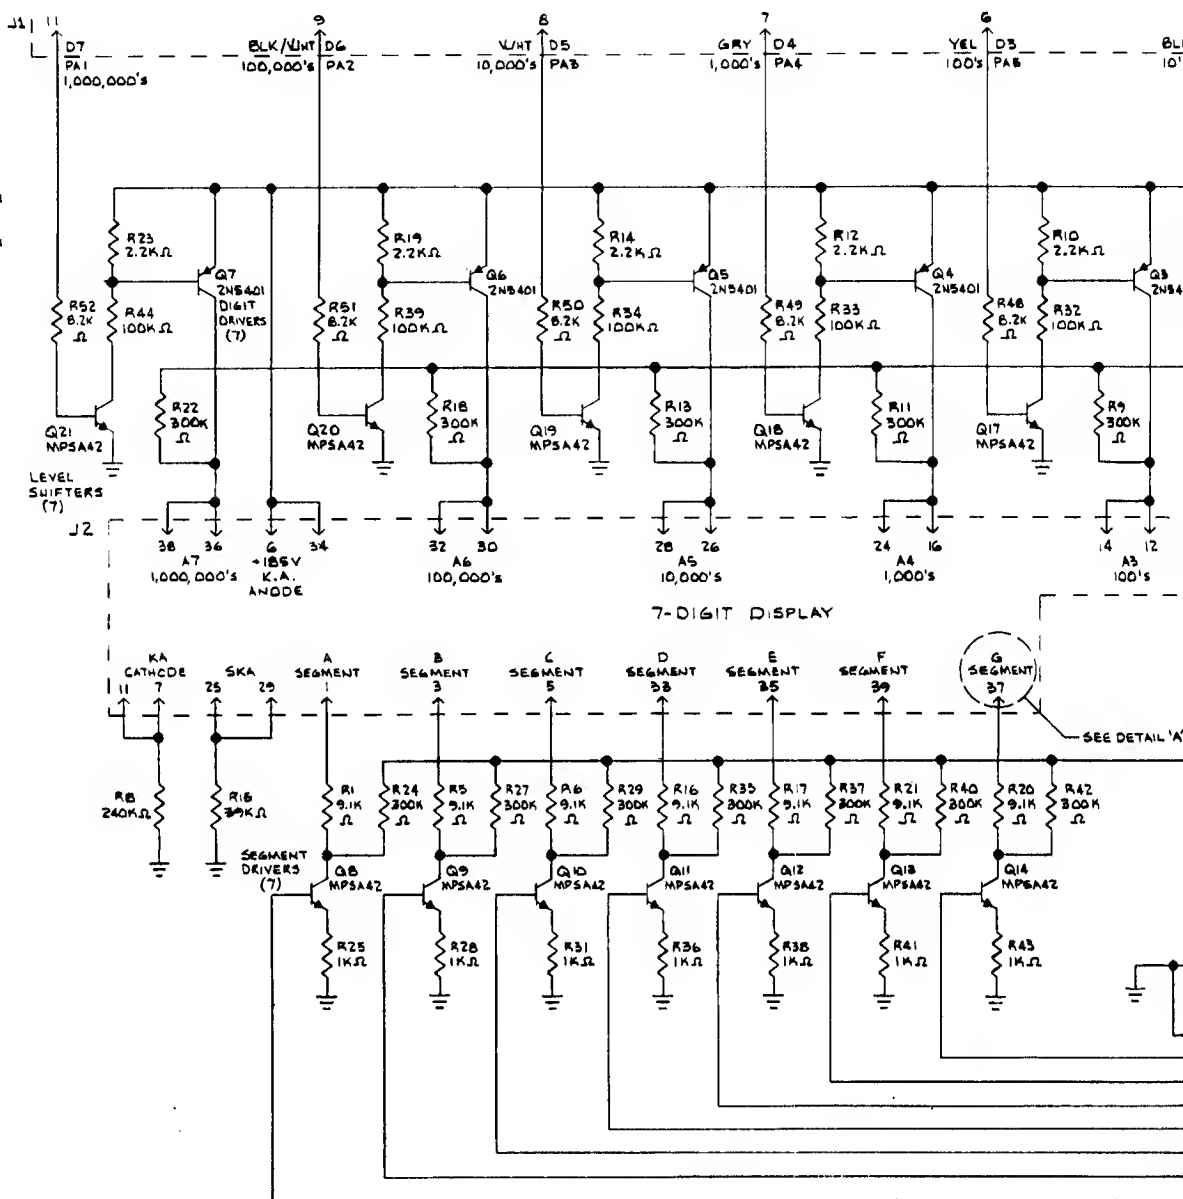 J1 11 9 8 7 6
D7 BLK/WHT D6 WHT D5 GRY D4 YEL D3
PA1 100,000's PA2 10,000's PA3 1,000's PA4 100's PA5
1,000,000's
R23 R19 R14 R12 R10
2.2KΩ 2.2KΩ 2.2KΩ 2.2KΩ 2.2KΩ
Q7 Q6 Q5 Q4 Q3
2N5401 2N5401 2N5401 2N5401
DIGIT
DRIVERS
(7)
R52 R44 R51 R39 R50 R34 R49 R33 R48 R32
8.2K 100KΩ 8.2K 100KΩ 8.2K 100KΩ 8.2K 100KΩ 8.2K 100KΩ
Ω Ω Ω Ω Ω
R22 R18 R13 R11 R9
300K 300K 300K 300K 300K
Ω Ω Ω Ω Ω
Q21 Q20 Q19 Q18 Q17
MPSA42 MPSA42 MPSA42 MPSA42 MPSA42
LEVEL
SHIFTERS
(7)
J2
38 36 6 34 32 30 28 26 24 16 14 12
A7 +185V A6 A5 A4 A3
1,000,000's K.A. 100,000's 10,000's 1,000's 100's
ANODE
7-DIGIT DISPLAY
KA A B C D E F G
CATHODE SKA SEGMENT SEGMENT SEGMENT SEGMENT SEGMENT SEGMENT SEGMENT
11 7 25 29 1 3 5 33 35 39 37
SEE DETAIL 'A'
R8 R15 R1 R24 R5 R27 R6 R29 R16 R35 R17 R37 R21 R40 R20 R42
240KΩ 39KΩ 9.1K 300K 9.1K 300K 9.1K 300K 9.1K 300K 9.1K 300K 9.1K 300K 9.1K 300K
Ω Ω Ω Ω Ω Ω Ω Ω Ω Ω Ω Ω Ω Ω
SEGMENT
DRIVERS
(7)
Q8 Q9 Q10 Q11 Q12 Q13 Q14
MPSA42 MPSA42 MPSA42 MPSA42 MPSA42 MPSA42 MPSA42
R25 R28 R31 R36 R38 R41 R43
1KΩ 1KΩ 1KΩ 1KΩ 1KΩ 1KΩ 1KΩ